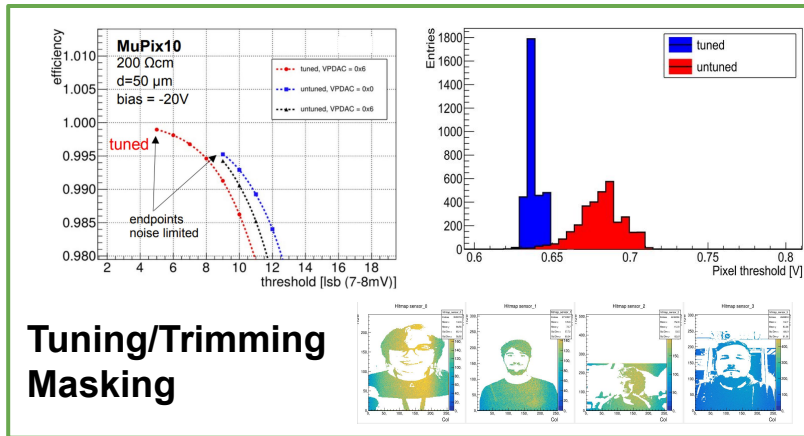 MuPix10
200 Ωcm
d=50 μm
bias = -20V
efficiency
1.010
1.005
1.000
0.995
0.990
0.985
0.980
tuned, VPDAC = 0x6
untuned, VPDAC = 0x0
untuned, VPDAC = 0x6
tuned
endpoints
noise limited
2 4 6 8 10 12 14 16 18
threshold [lsb (7-8mV)]
Entries
1800
1600
1400
1200
1000
800
600
400
200
0
tuned
untuned
0.6 0.65 0.7 0.75 0.8
Pixel threshold [V]
Tuning/Trimming
Masking
Hitmap sensor_0
Hitmap sensor_1
Hitmap sensor_2
Hitmap sensor_3
Col
Col
Col
Col